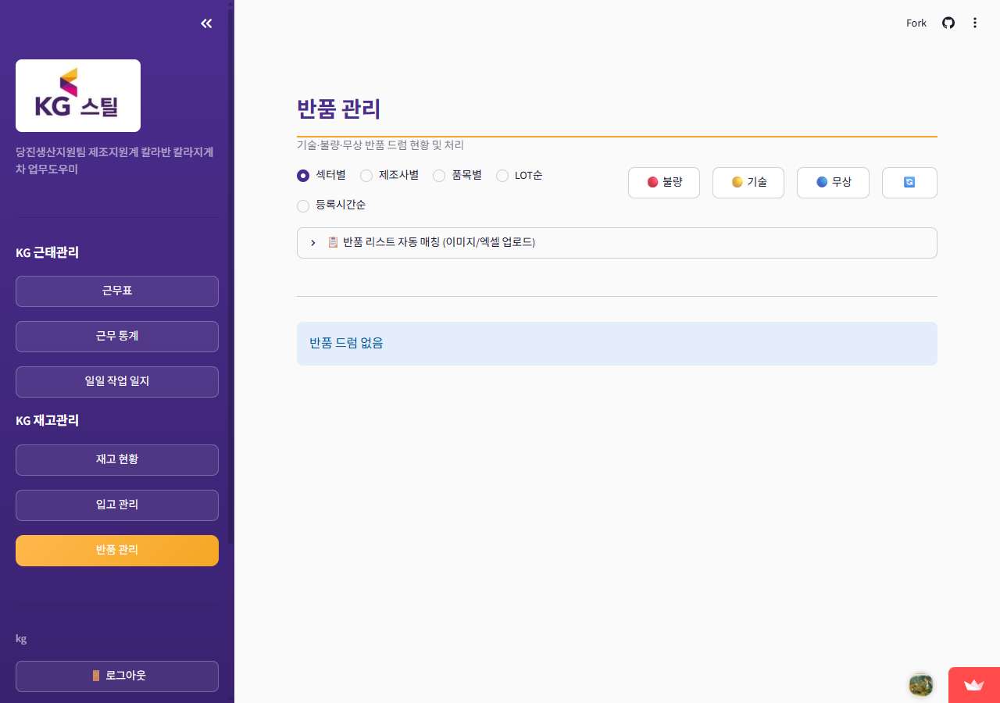 Fork
KG 스틸
당진생산지원팀 제조지원계 칼라반 칼라지게
차 업무도우미
KG 근태관리
근무표
근무 통계
일일 작업 일지
KG 재고관리
재고 현황
입고 관리
반품 관리
kg
로그아웃
반품 관리
기술·불량·무상 반품 드럼 현황 및 처리
섹터별 제조사별 품목별 LOT순
등록시간순
불량 기술 무상
반품 리스트 자동 매칭 (이미지/엑셀 업로드)
반품 드럼 없음